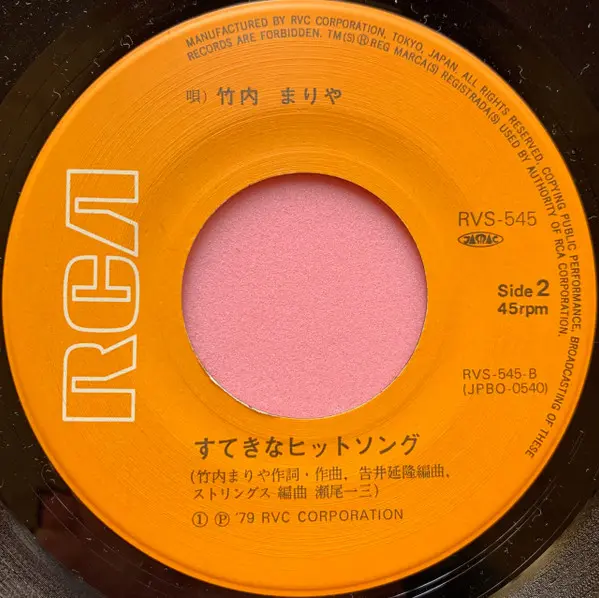 MANUFACTURED BY RVC CORPORATION, TOKYO, JAPAN. ALL RIGHTS RESERVED, COPYING PUBLIC PERFORMANCE, BROADCASTING OF THESE
RECORDS ARE FORBIDDEN. TM(S) ® REG MARCA(S) REGISTRADA(S) USED BY AUTHORITY OF RCA CORPORATION.
唄) 竹内 まりや
RCA
RVS-545
JASRAC
Side 2
45rpm
RVS-545-B
(JPBO-0540)
すてきなヒットソング
(竹内まりや作詞・作曲, 告井延隆編曲,
ストリングス 編曲 瀬尾一三)
① Ⓟ '79 RVC CORPORATION